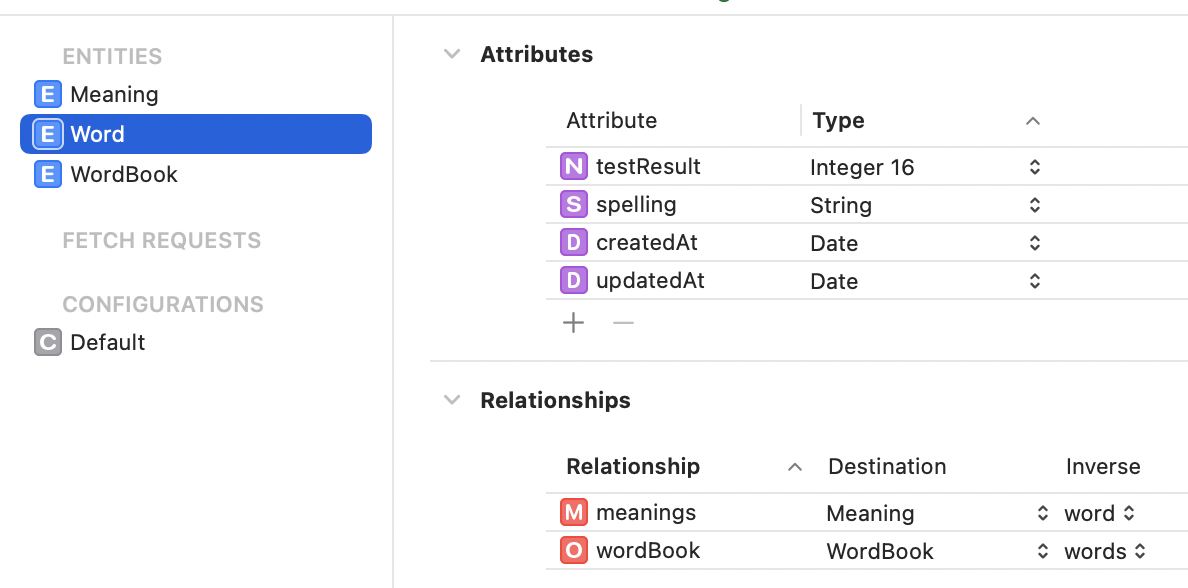 ENTITIES
E Meaning
E Word
E WordBook
FETCH REQUESTS
CONFIGURATIONS
C Default
Attributes
Attribute Type
N testResult Integer 16
S spelling String
D createdAt Date
D updatedAt Date
Relationships
Relationship Destination Inverse
M meanings Meaning word
O wordBook WordBook words